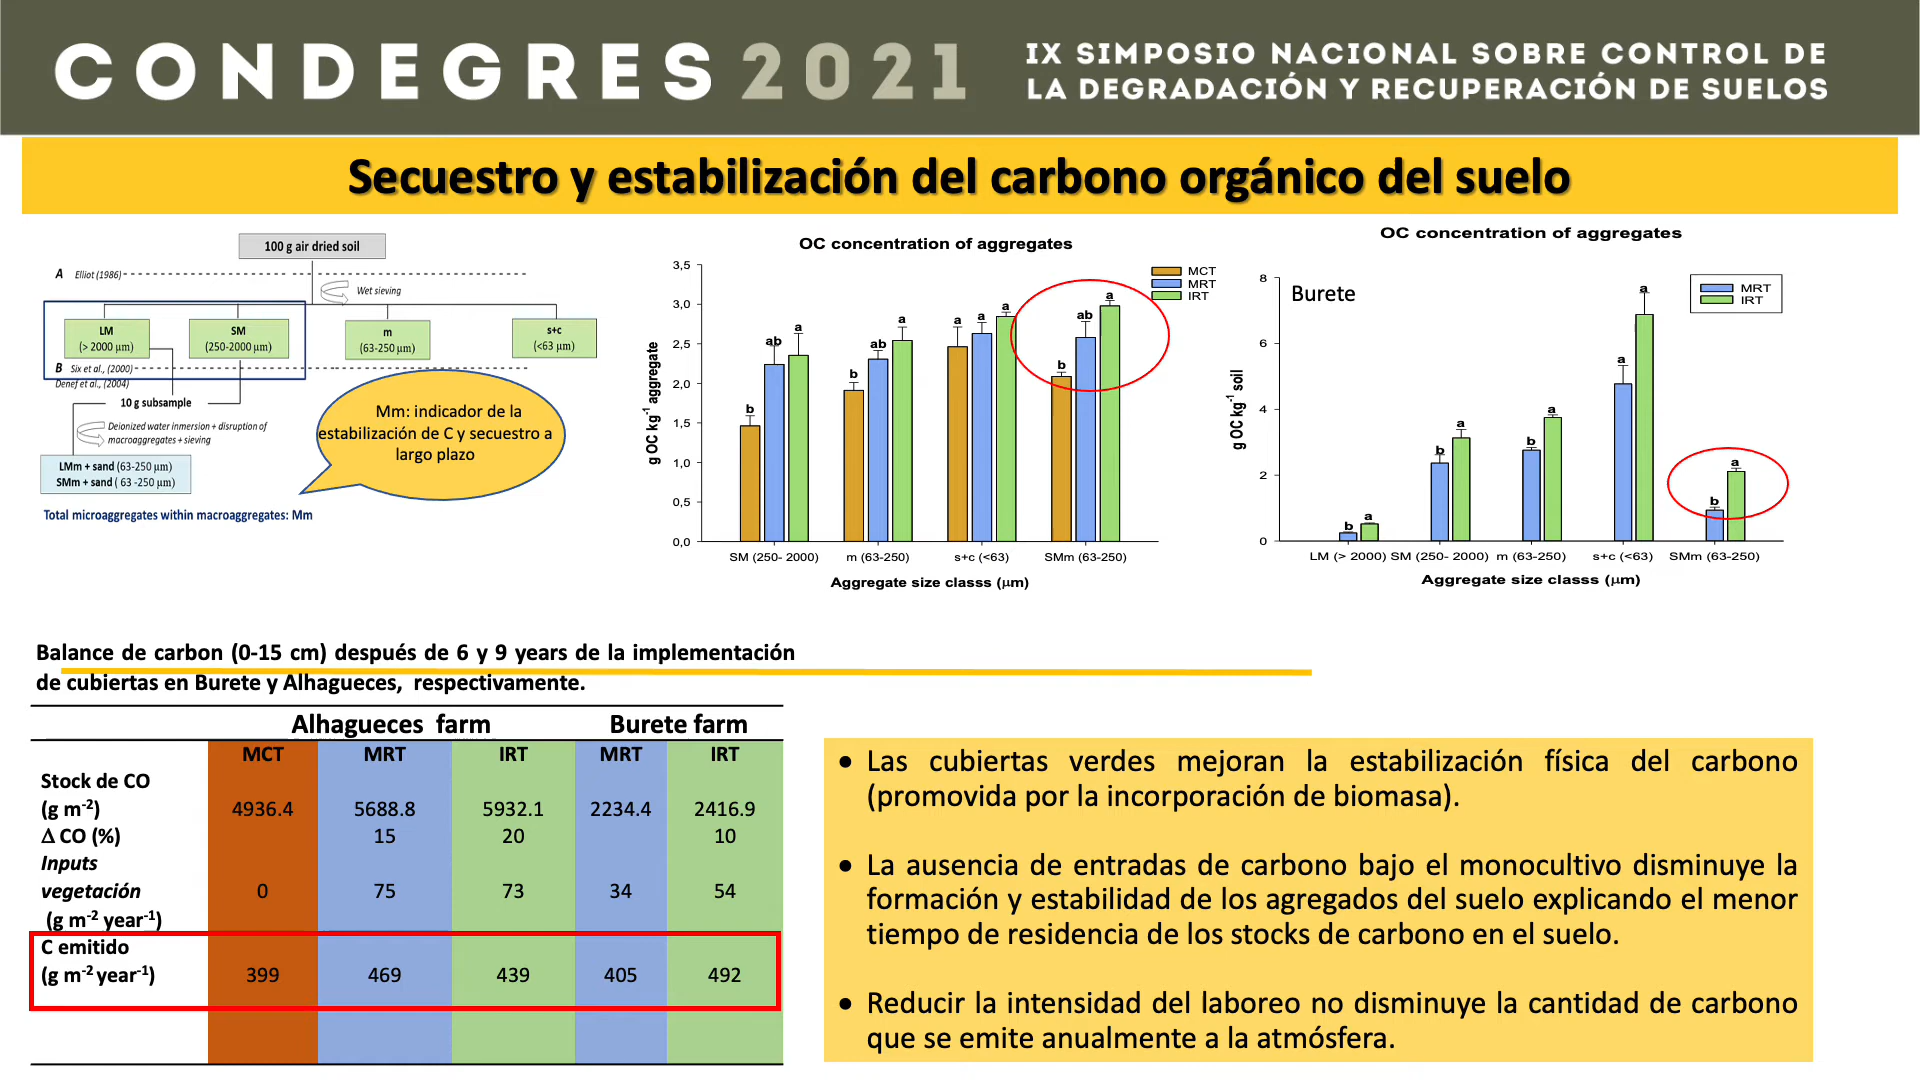 CONDEGRES 2021
IX SIMPOSIO NACIONAL SOBRE CONTROL DE
LA DEGRADACIÓN Y RECUPERACIÓN DE SUELOS
Secuestro y estabilización del carbono orgánico del suelo
100 g air dried soil
A Elliot (1986)
Wet sieving
LM
(> 2000 μm)
SM
(250-2000 μm)
m
(63-250 μm)
s+c
(<63 μm)
B Six et al., (2000)
Denef et al., (2004)
10 g subsample
Deionized water inmersion + disruption of
macroaggregates + sieving
LMm + sand (63-250 μm)
SMm + sand ( 63 -250 μm)
Total microaggregates within macroaggregates: Mm
Mm: indicador de la
estabilización de C y secuestro a
largo plazo
OC concentration of aggregates
MCT
MRT
IRT
g OC kg-1 aggregate
3,5
3,0
2,5
2,0
1,5
1,0
0,5
0,0
b ab a
b ab a
a a a
b ab a
SM (250- 2000) m (63-250) s+c (<63) SMm (63-250)
Aggregate size classs (μm)
OC concentration of aggregates
Burete
MRT
IRT
g OC kg-1 soil
8
6
4
2
0
b a
b a
b a
a a
b a
LM (> 2000) SM (250- 2000) m (63-250) s+c (<63) SMm (63-250)
Aggregate size classs (μm)
Balance de carbon (0-15 cm) después de 6 y 9 years de la implementación
de cubiertas en Burete y Alhagueces, respectivamente.
Alhagueces farm Burete farm
MCT MRT IRT MRT IRT
Stock de CO
(g m-2) 4936.4 5688.8 5932.1 2234.4 2416.9
Δ CO (%) 15 20 10
Inputs
vegetación 0 75 73 34 54
(g m-2 year-1)
C emitido
(g m-2 year-1) 399 469 439 405 492
• Las cubiertas verdes mejoran la estabilización física del carbono
(promovida por la incorporación de biomasa).
• La ausencia de entradas de carbono bajo el monocultivo disminuye la
formación y estabilidad de los agregados del suelo explicando el menor
tiempo de residencia de los stocks de carbono en el suelo.
• Reducir la intensidad del laboreo no disminuye la cantidad de carbono
que se emite anualmente a la atmósfera.